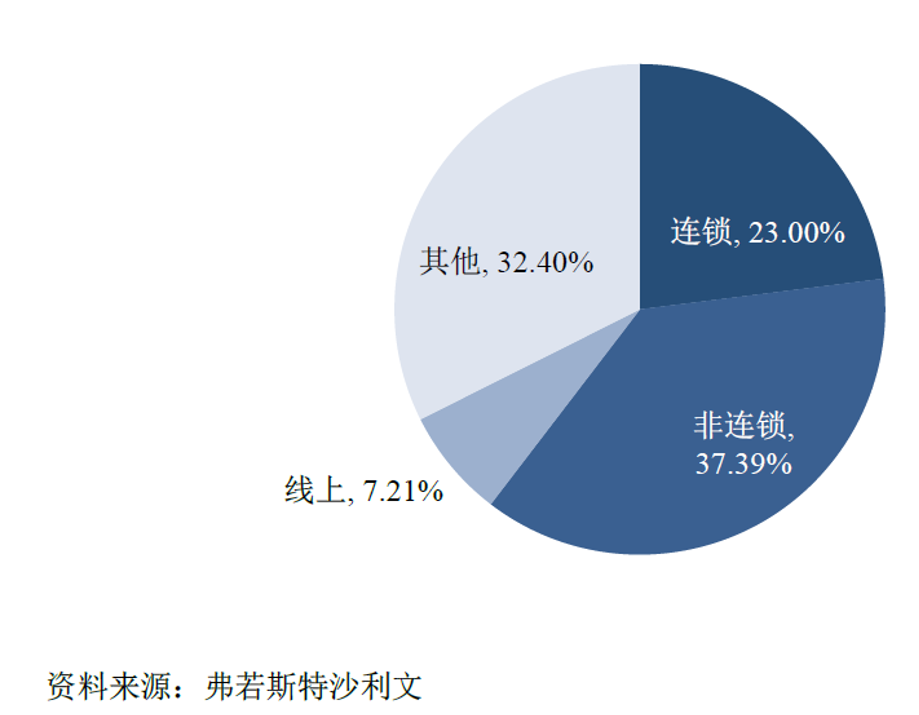 连锁, 23.00%
其他, 32.40%
非连锁,
37.39%
线上, 7.21%
资料来源：弗若斯特沙利文